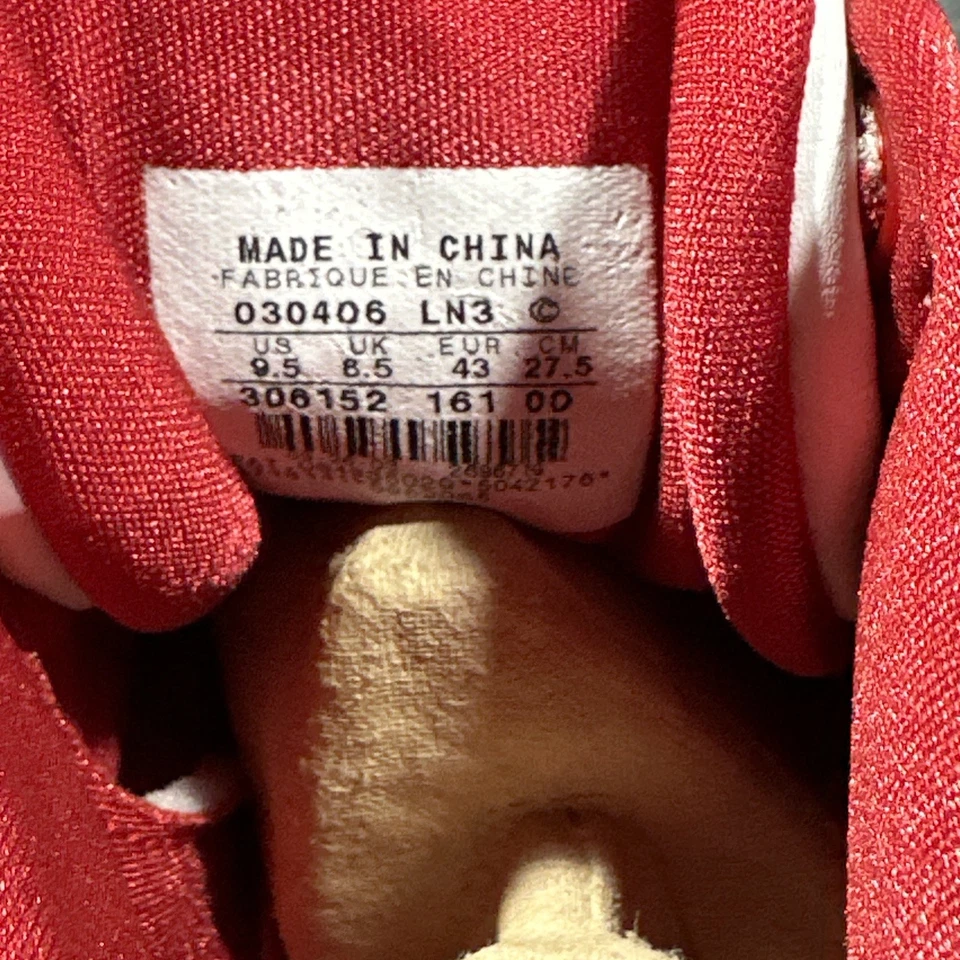 MADE IN CHINA
FABRIQUE EN CHINE
030406 LN3 ©
US UK EUR CM
9.5 8.5 43 27.5
306152 161 00